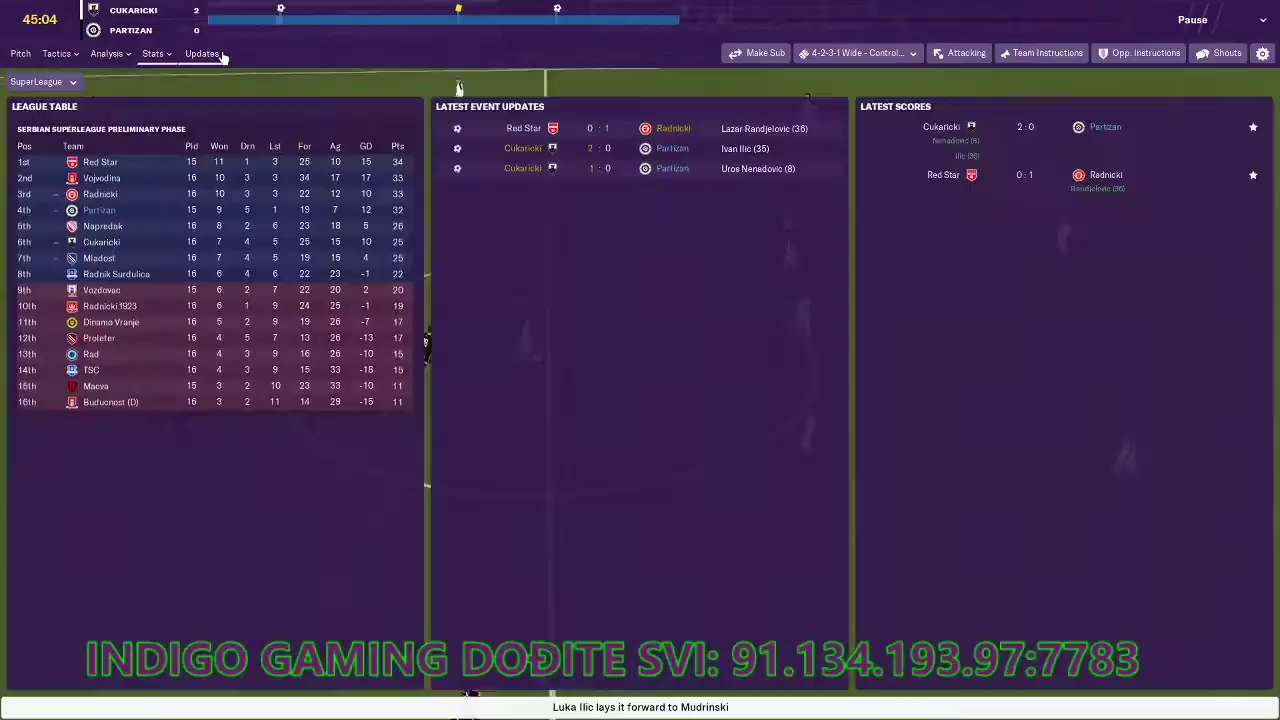 45:04
CUKARICKI 2
PARTIZAN 0
Pause
Pitch Tactics Analysis Stats Updates
Make Sub 4-2-3-1 Wide - Control... Attacking Team Instructions Opp. Instructions Shouts
SuperLeague
LEAGUE TABLE
SERBIAN SUPERLEAGUE PRELIMINARY PHASE
Pos Team Pld Won Drn Lst For Ag GD Pts
1st Red Star 15 11 1 3 25 10 15 34
2nd Vojvodina 16 10 3 3 34 17 17 33
3rd Radnicki 16 10 3 3 22 12 10 33
4th Partizan 15 9 5 1 19 7 12 32
5th Napredak 16 8 2 6 23 18 5 26
6th Cukaricki 16 7 4 5 25 15 10 25
7th Mladost 16 7 4 5 19 15 4 25
8th Radnik Surdulica 16 6 4 6 22 23 -1 22
9th Vozdovac 15 6 2 7 22 20 2 20
10th Radnicki 1923 16 6 1 9 24 25 -1 19
11th Dinamo Vranje 16 5 2 9 19 26 -7 17
12th Proleter 16 4 5 7 13 26 -13 17
13th Rad 16 4 3 9 16 26 -10 15
14th TSC 16 4 3 9 15 33 -18 15
15th Macva 15 3 2 10 23 33 -10 11
16th Buducnost (D) 16 3 2 11 14 29 -15 11
LATEST EVENT UPDATES
Red Star 0 : 1 Radnicki Lazar Randjelovic (36)
Cukaricki 2 : 0 Partizan Ivan Ilic (35)
Cukaricki 1 : 0 Partizan Uros Nenadovic (8)
LATEST SCORES
Cukaricki 2 : 0 Partizan
Nenadovic (8)
Ilic (35)
Red Star 0 : 1 Radnicki
Randjelovic (36)
INDIGO GAMING DOĐITE SVI: 91.134.193.97:7783
Luka Ilic lays it forward to Mudrinski